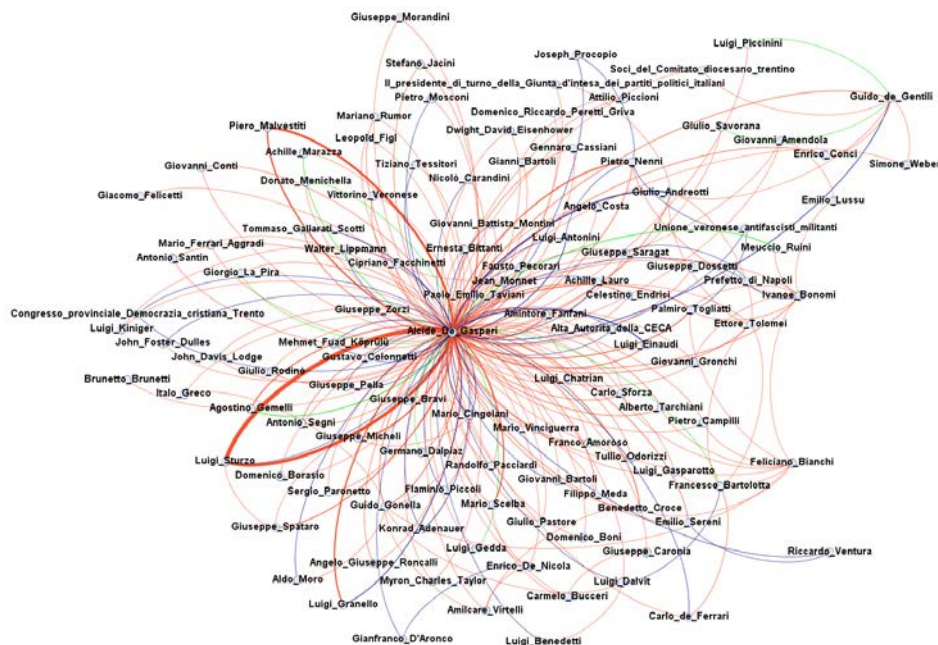 Giuseppe_Morandini
Luigi_Piccinini
Joseph_Procopio
Stefano_Jacini
Soci_del_Comitato_diocesano_trentino
Il_presidente_di_turno_della_Giunta_d'intesa_dei_partiti_politici_italiani
Guido_de_Gentili
Pietro_Mosconi
Attilio_Piccioni
Mariano_Rumor
Domenico_Riccardo_Peretti_Griva
Piero_Malvestiti
Giulio_Savorana
Leopold_Figl
Dwight_David_Eisenhower
Giovanni_Amendola
Gennaro_Cassiani
Achille_Marazza
Enrico_Conci
Gianni_Bartoli
Pietro_Nenni
Simone_Weber
Giovanni_Conti
Tiziano_Tessitori
Donato_Menichella
Nicolò_Carandini
Giacomo_Felicetti
Vittorino_Veronese
Giulio_Andreotti
Emilio_Lussu
Angelo_Costa
Giovanni_Battista_Montini
Tommaso_Gallarati_Scotti
Unione_veronese_antifascisti_militanti
Luigi_Antonini
Mario_Ferrari_Aggradi
Walter_Lippmann
Ernesta_Bittanti
Meuccio_Ruini
Giuseppe_Saragat
Antonio_Santin
Cipriano_Facchinetti
Fausto_Pecorari
Giuseppe_Dossetti
Giorgio_La_Pira
Jean_Monnet
Achille_Lauro
Prefetto_di_Napoli
Paolo_Emilio_Taviani
Celestino_Endrici
Ivanoe_Bonomi
Congresso_provinciale_Democrazia_cristiana_Trento
Giuseppe_Zorzi
Amintore_Fanfani
Palmiro_Togliatti
Luigi_Kiniger
Alcide_De_Gasperi
Alta_Autorità_della_CECA
Ettore_Tolomei
John_Foster_Dulles
Mehmet_Fuad_Köprülü
Luigi_Einaudi
John_Davis_Lodge
Gustavo_Colonnetti
Giovanni_Gronchi
Giulio_Rodinò
Brunetto_Brunetti
Giuseppe_Pella
Luigi_Chatrian
Italo_Greco
Carlo_Sforza
Giuseppe_Bravi
Agostino_Gemelli
Alberto_Tarchiani
Antonio_Segni
Mario_Cingolani
Pietro_Campilli
Mario_Vinciguerra
Giuseppe_Micheli
Franco_Amoroso
Tullio_Odorizzi
Germano_Dalpiaz
Luigi_Sturzo
Feliciano_Bianchi
Randolfo_Pacciardi
Luigi_Gasparotto
Domenico_Borasio
Giovanni_Bartoli
Francesco_Bartolotta
Flaminio_Piccoli
Sergio_Paronetto
Filippo_Meda
Guido_Gonella
Mario_Scelba
Benedetto_Croce
Giulio_Pastore
Emilio_Sereni
Giuseppe_Spataro
Konrad_Adenauer
Domenico_Boni
Luigi_Gedda
Giuseppe_Caronia
Riccardo_Ventura
Angelo_Giuseppe_Roncalli
Enrico_De_Nicola
Aldo_Moro
Myron_Charles_Taylor
Luigi_Dalvit
Carmelo_Bucceri
Luigi_Granello
Amilcare_Virtelli
Carlo_de_Ferrari
Gianfranco_D'Aronco
Luigi_Benedetti